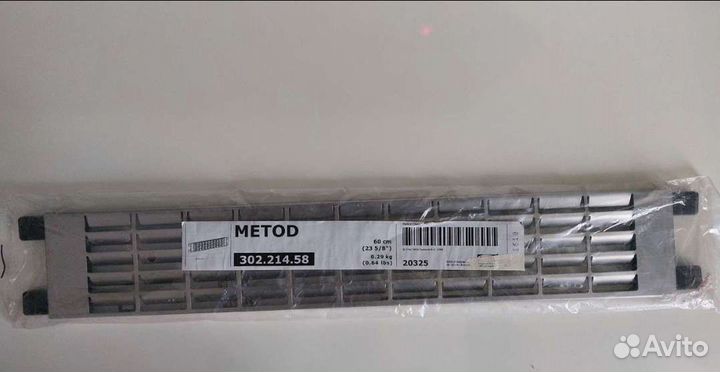 METOD
302.214.58
60 cm
(23 5/8")
0.29 kg
(0.64 lbs)
20325
Avito